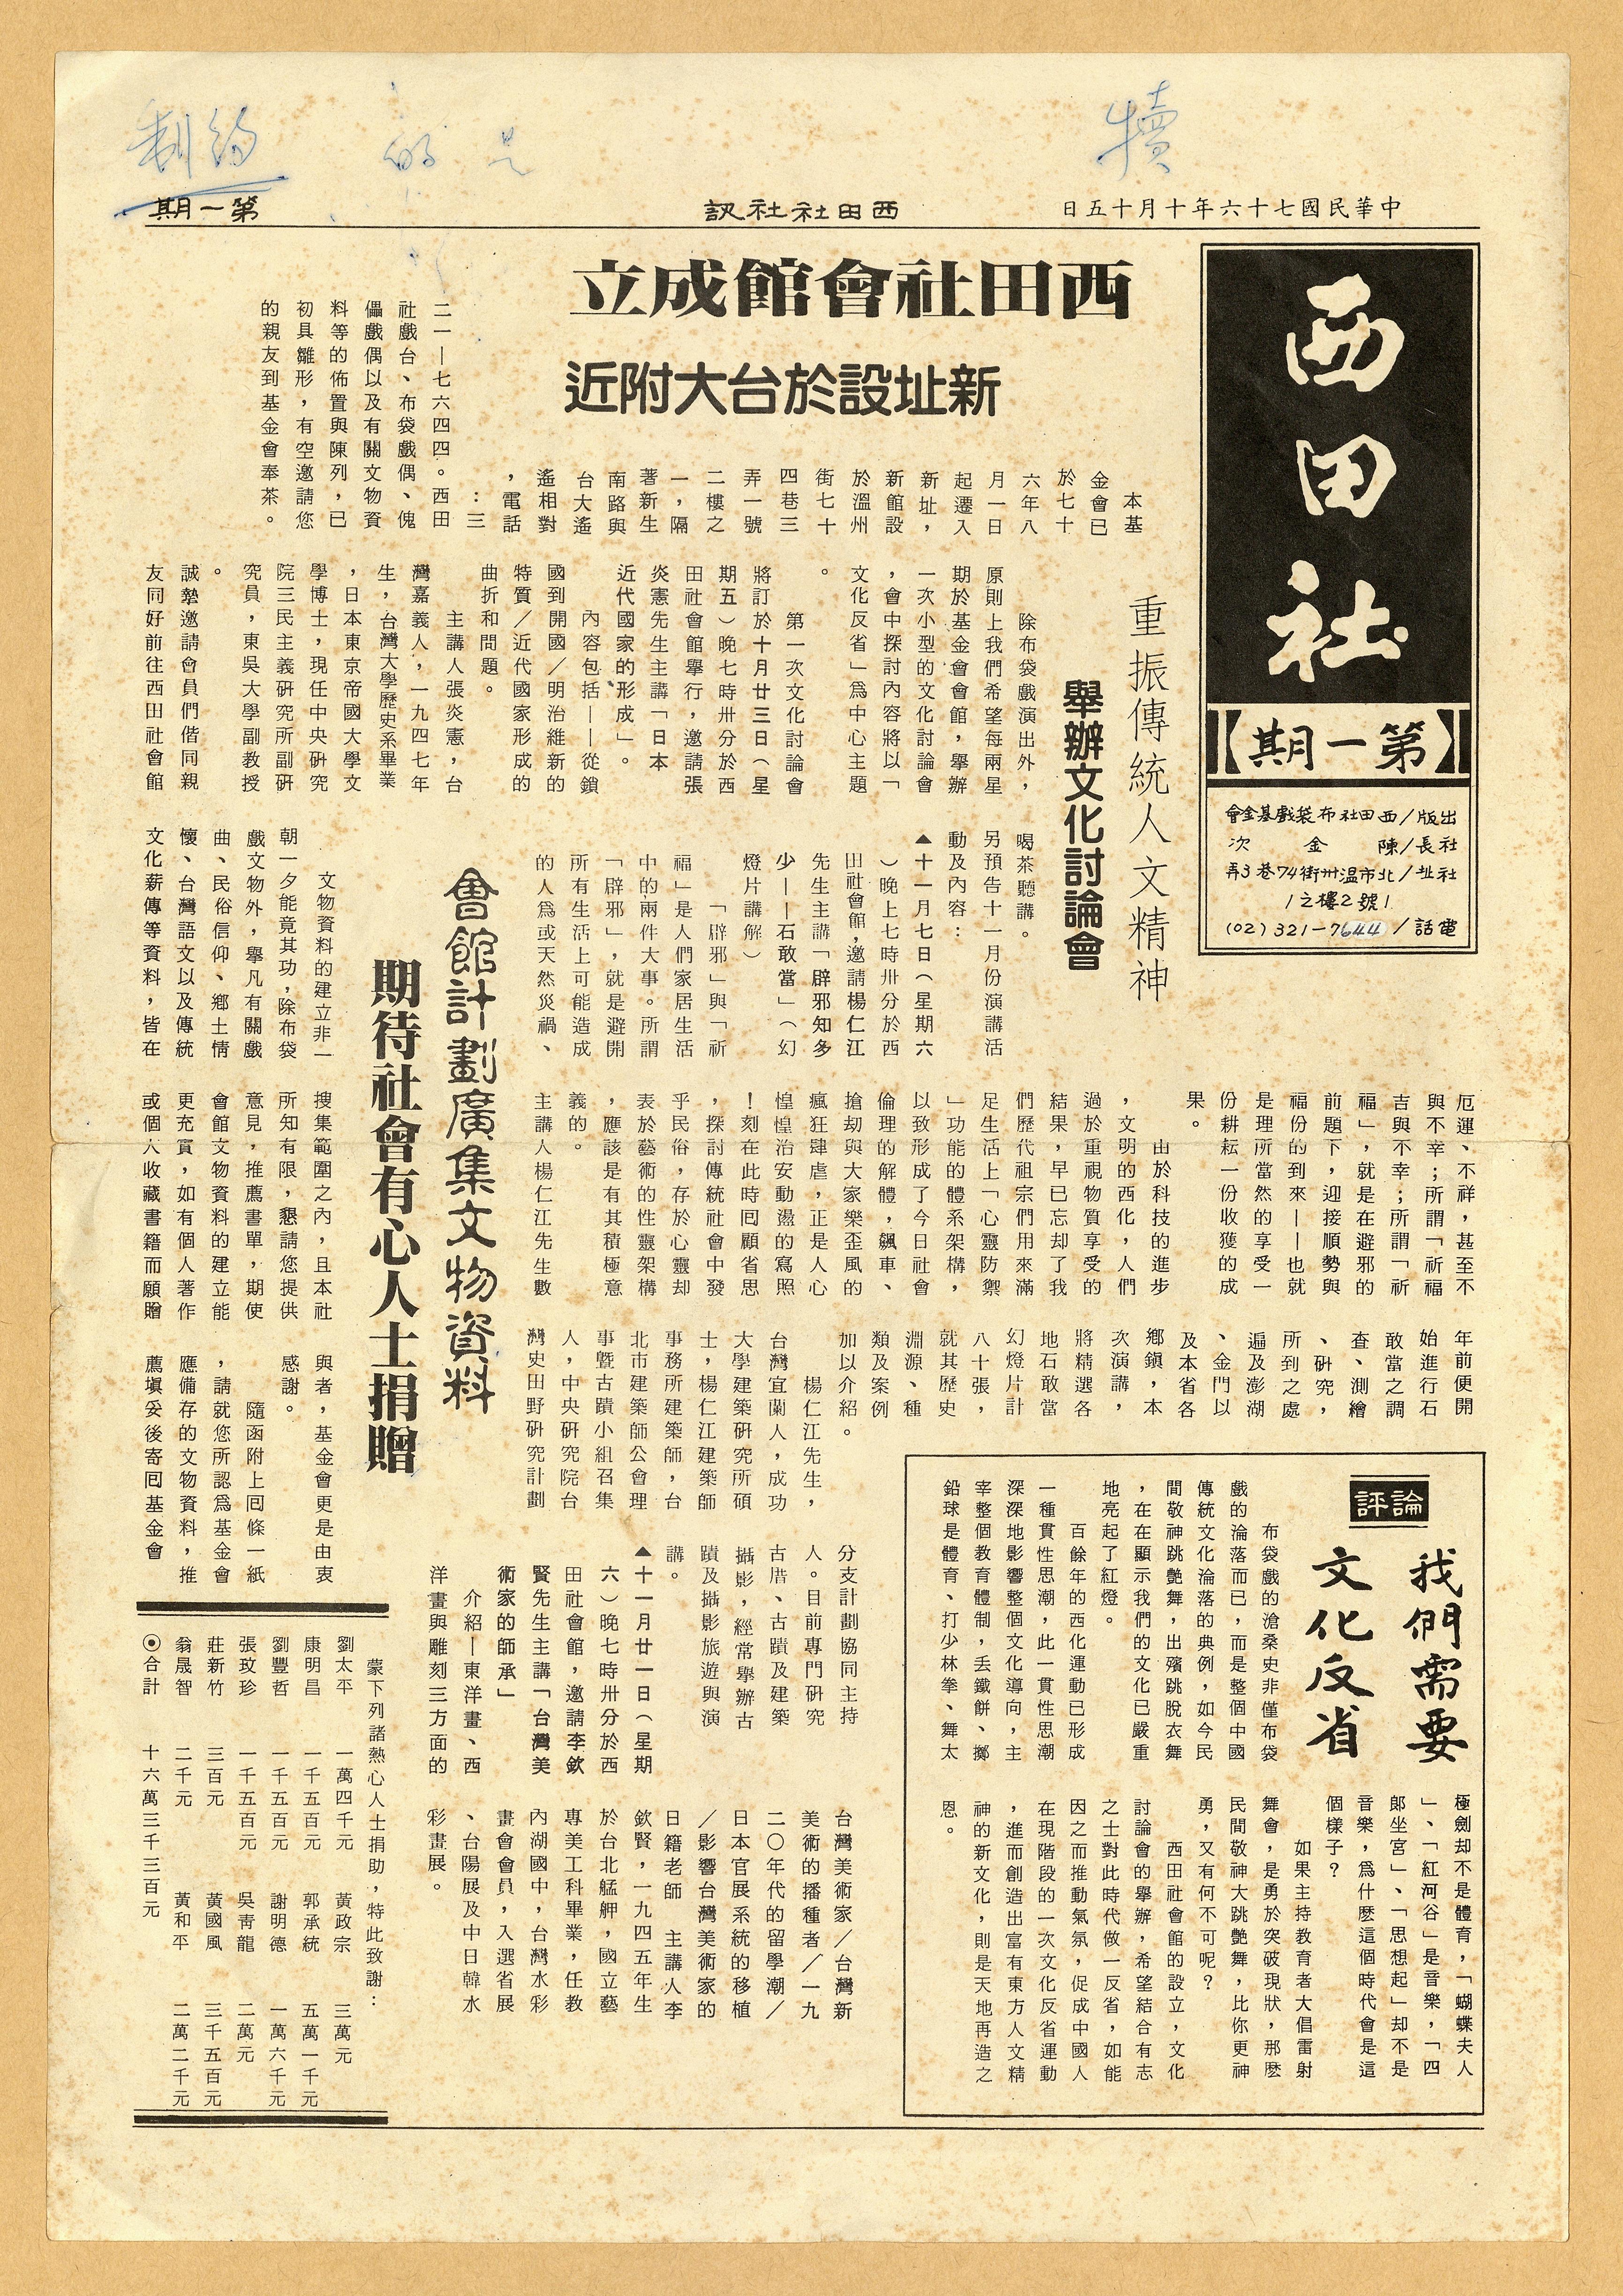 犢
是
的
制約
中華民國七十六年十月十五日
西田社社訊
第一期
西田社
【第一期】
出版/西田社布袋戲基金會
社長/陳金次
社址/北市温州街74巷3弄
1號2樓之1
電話/(02)321-7644
西田社會館成立
新址設於台大附近
本基
金會已
於七十
六年八
月一日
起遷入
新址，
新館設
於溫州
街七十
四巷三
弄一號
二樓之
一，隔
著新生
南路與
台大遙
遙相對
，電話
：三
二一—七六四四。西田
社戲台、布袋戲偶、傀
儡戲偶以及有關文物資
料等的佈置與陳列，已
初具雛形，有空邀請您
的親友到基金會奉茶。
重振傳統人文精神
舉辦文化討論會
除布袋戲演出外，
原則上我們希望每兩星
期於基金會會館，舉辦
一次小型的文化討論會
，會中探討內容將以「
文化反省」為中心主題
。
第一次文化討論會
將訂於十月廿三日（星
期五）晚七時卅分於西
田社會館舉行，邀請張
炎憲先生主講「日本
近代國家的形成」。
內容包括——從鎖
國到開國／明治維新的
特質／近代國家形成的
曲折和問題。
主講人張炎憲，台
灣嘉義人，一九四七年
生，台灣大學歷史系畢業
，日本東京帝國大學文
學博士，現任中央研究
院三民主義研究所副研
究員，東吳大學副教授
。
誠摯邀請會員們偕同親
友同好前往西田社會館
喝茶聽講。
另預告十一月份演講活
動及內容：
▲十一月七日（星期六
）晚上七時卅分於西
田社會館，邀請楊仁江
先生主講「辟邪知多
少——石敢當」（幻
燈片講解）
「辟邪」與「祈
福」是人們家居生活
中的兩件大事。所謂
「辟邪」，就是避開
所有生活上可能造成
的人為或天然災禍、
厄運、不祥，甚至不
與不幸；所謂「祈福
吉與不幸；所謂「祈
福」，就是在避邪的
前題下，迎接順勢與
福份的到來——也就
是理所當然的享受一
份耕耘一份收獲的成
果。
由於科技的進步
，文明的西化，人們
過於重視物質享受的
結果，早已忘却了我
們歷代祖宗們用來滿
足生活上「心靈防禦
」功能的體系架構，
以致形成了今日社會
倫理的解體，飆車、
搶劫與大家樂歪風的
瘋狂肆虐，正是人心
惶惶治安動盪的寫照
！刻在此時回顧省思
，探討傳統社會中發
乎民俗，存於心靈却
表於藝術的性靈架構
，應該是有其積極意
義的。
主講人楊仁江先生數
年前便開
始進行石
敢當之調
查、測繪
、研究，
所到之處
遍及澎湖
、金門以
及本省各
鄉鎮，本
次演講，
將精選各
地石敢當
幻燈片計
八十張，
就其歷史
淵源、種
類及案例
加以介紹。
楊仁江先生，
台灣宜蘭人，成功
大學建築研究所碩
士，楊仁江建築師
事務所建築師，台
北市建築師公會理
事暨古蹟小組召集
人，中央研究院台
灣史田野研究計劃
分支計劃協同主持
人。目前專門研究
古厝、古蹟及建築
攝影，經常舉辦古
蹟及攝影旅遊與演
講。
▲十一月廿一日（星期
六）晚七時卅分於西
田社會館，邀請李欽
賢先生主講「台灣美
術家的師承」
介紹—東洋畫、西
洋畫與雕刻三方面的
台灣美術家／台灣新
美術的播種者／一九
二〇年代的留學潮／
日本官展系統的移植
／影響台灣美術家的
日籍老師　主講人李
欽賢，一九四五年生
於台北艋舺，國立藝
專美工科畢業，任教
內湖國中，台灣水彩
畫會會員，入選省展
、台陽展及中日韓水
彩畫展。
會館計劃廣集文物資料
期待社會有心人士捐贈
文物資料的建立非一
朝一夕能竟其功，除布袋
戲文物外，舉凡有關戲
曲、民俗信仰、鄉土情
懷、台灣語文以及傳統
文化薪傳等資料，皆在
搜集範圍之內，且本社
所知有限，懇請您提供
意見，推薦書單，期使
會館文物資料的建立能
更充實，如有個人著作
或個人收藏書籍而願贈
與者，基金會更是由衷
感謝。
隨函附上回條一紙
，請就您所認為基金會
應備存的文物資料，推
薦填妥後寄回基金會
評論
我們需要
文化反省
布袋戲的滄桑史非僅布袋
戲的淪落而已，而是整個中國
傳統文化淪落的典例，如今民
間敬神跳艷舞，出殯跳脫衣舞
，在在顯示我們的文化已嚴重
地亮起了紅燈。
百餘年的西化運動已形成
一種貫性思潮，此一貫性思潮
深深地影響整個文化導向，主
宰整個教育體制，丟鐵餅、擲
鉛球是體育、打少林拳、舞太
極劍却不是體育，「蝴蝶夫人
」、「紅河谷」是音樂，「四
郎坐宮」、「思想起」却不是
音樂，為什麼這個時代會是這
個樣子？
如果主持教育者大倡雷射
舞會，是勇於突破現狀，那麼
民間敬神大跳艷舞，比你更神
勇，又有何不可呢？
西田社會館的設立，文化
討論會的舉辦，希望結合有志
之士對此時代做一反省，如能
因之而推動氣氛，促成中國人
在現階段的一次文化反省運動
，進而創造出富有東方人文精
神的新文化，則是天地再造之
恩。
蒙下列諸熱心人士捐助，特此致謝：
劉太平　一萬四千元　黃政宗　三萬元
康明昌　一千五百元　郭承統　五萬一千元
劉豐哲　一千五百元　謝明德　一萬六千元
張玟珍　一千五百元　吳靑龍　二萬元
莊新竹　三百元　黃國風　三千五百元
翁晟智　二千元　黃和平　二萬二千元
◉合計　十六萬三千三百元